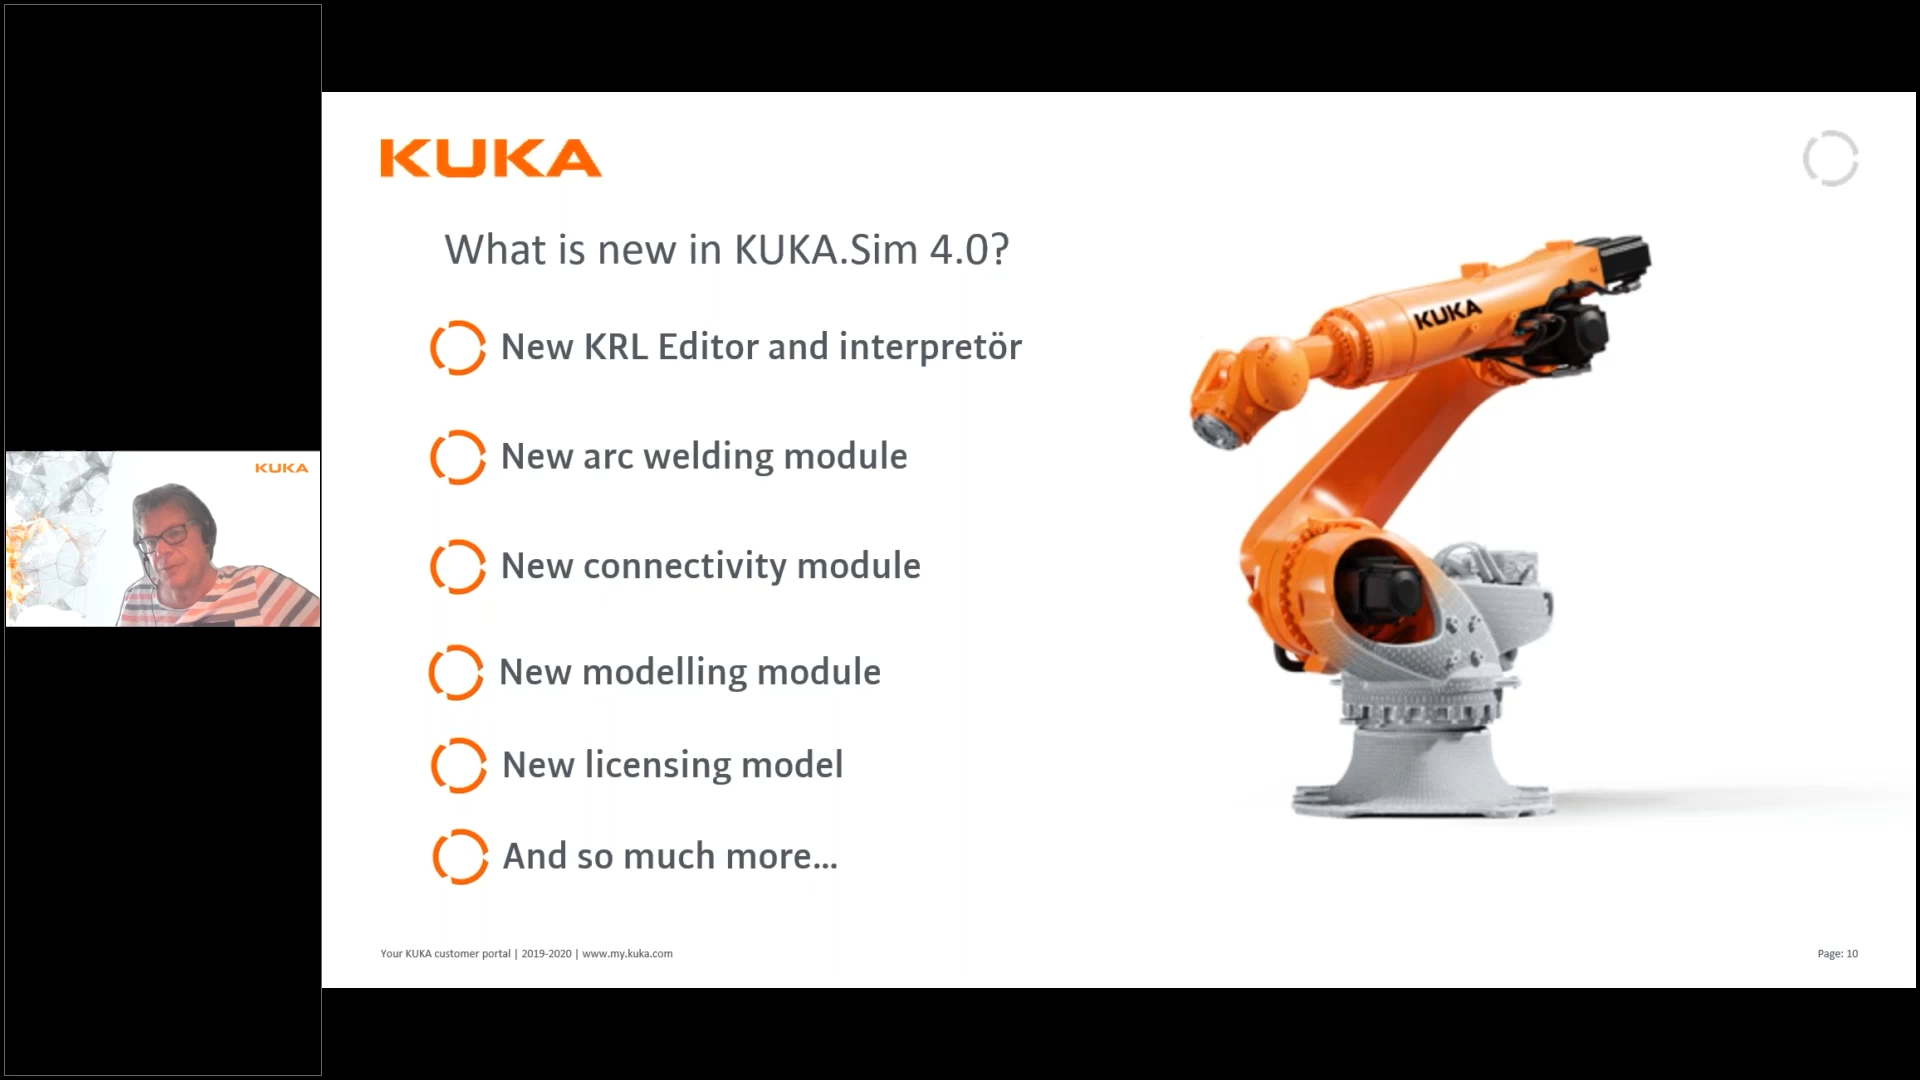 KUKA
What is new in KUKA.Sim 4.0?
New KRL Editor and interpretör
New arc welding module
New connectivity module
New modelling module
New licensing model
And so much more...
KUKA
KUKA
Your KUKA customer portal | 2019-2020 | www.my.kuka.com
Page: 10